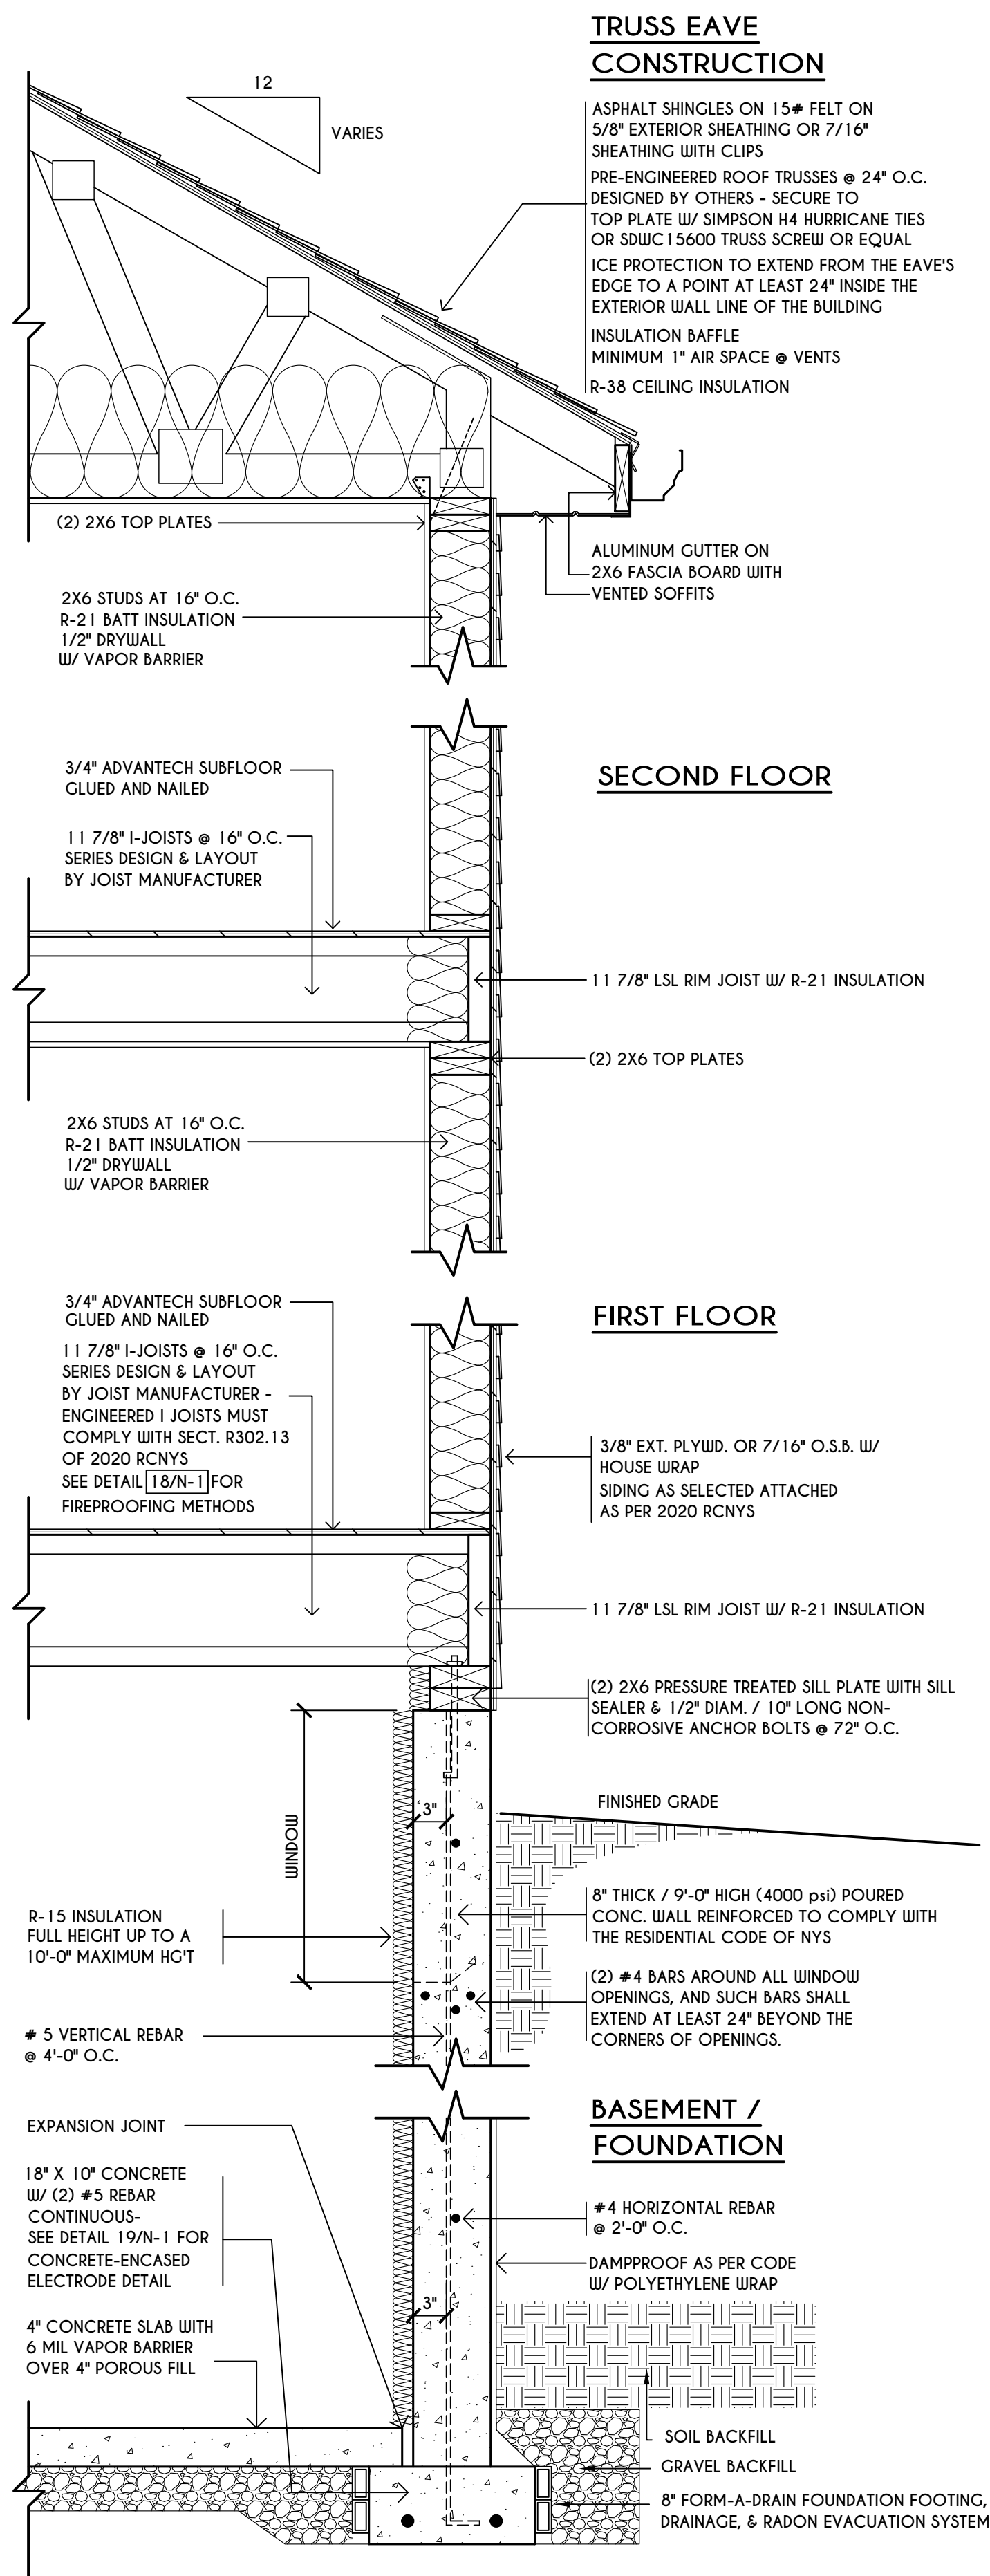 TRUSS EAVE
CONSTRUCTION
12
VARIES
ASPHALT SHINGLES ON 15# FELT ON
5/8" EXTERIOR SHEATHING OR 7/16"
SHEATHING WITH CLIPS
PRE-ENGINEERED ROOF TRUSSES @ 24" O.C.
DESIGNED BY OTHERS - SECURE TO
TOP PLATE W/ SIMPSON H4 HURRICANE TIES
OR SDWC15600 TRUSS SCREW OR EQUAL
ICE PROTECTION TO EXTEND FROM THE EAVE'S
EDGE TO A POINT AT LEAST 24" INSIDE THE
EXTERIOR WALL LINE OF THE BUILDING
INSULATION BAFFLE
MINIMUM 1" AIR SPACE @ VENTS
R-38 CEILING INSULATION
(2) 2X6 TOP PLATES
ALUMINUM GUTTER ON
2X6 FASCIA BOARD WITH
VENTED SOFFITS
2X6 STUDS AT 16" O.C.
R-21 BATT INSULATION
1/2" DRYWALL
W/ VAPOR BARRIER
SECOND FLOOR
3/4" ADVANTECH SUBFLOOR
GLUED AND NAILED
11 7/8" I-JOISTS @ 16" O.C.
SERIES DESIGN & LAYOUT
BY JOIST MANUFACTURER
11 7/8" LSL RIM JOIST W/ R-21 INSULATION
(2) 2X6 TOP PLATES
2X6 STUDS AT 16" O.C.
R-21 BATT INSULATION
1/2" DRYWALL
W/ VAPOR BARRIER
FIRST FLOOR
3/4" ADVANTECH SUBFLOOR
GLUED AND NAILED
11 7/8" I-JOISTS @ 16" O.C.
SERIES DESIGN & LAYOUT
BY JOIST MANUFACTURER -
ENGINEERED I JOISTS MUST
COMPLY WITH SECT. R302.13
OF 2020 RCNYS
SEE DETAIL 18/N-1 FOR
FIREPROOFING METHODS
3/8" EXT. PLYWD. OR 7/16" O.S.B. W/
HOUSE WRAP
SIDING AS SELECTED ATTACHED
AS PER 2020 RCNYS
11 7/8" LSL RIM JOIST W/ R-21 INSULATION
(2) 2X6 PRESSURE TREATED SILL PLATE WITH SILL
SEALER & 1/2" DIAM. / 10" LONG NON-
CORROSIVE ANCHOR BOLTS @ 72" O.C.
FINISHED GRADE
3"
WINDOW
8" THICK / 9'-0" HIGH (4000 psi) POURED
CONC. WALL REINFORCED TO COMPLY WITH
THE RESIDENTIAL CODE OF NYS
R-15 INSULATION
FULL HEIGHT UP TO A
10'-0" MAXIMUM HG'T
(2) #4 BARS AROUND ALL WINDOW
OPENINGS, AND SUCH BARS SHALL
EXTEND AT LEAST 24" BEYOND THE
CORNERS OF OPENINGS.
# 5 VERTICAL REBAR
@ 4'-0" O.C.
BASEMENT /
FOUNDATION
EXPANSION JOINT
18" X 10" CONCRETE
W/ (2) #5 REBAR
CONTINUOUS-
SEE DETAIL 19/N-1 FOR
CONCRETE-ENCASED
ELECTRODE DETAIL
#4 HORIZONTAL REBAR
@ 2'-0" O.C.
DAMPPROOF AS PER CODE
W/ POLYETHYLENE WRAP
3"
4" CONCRETE SLAB WITH
6 MIL VAPOR BARRIER
OVER 4" POROUS FILL
SOIL BACKFILL
GRAVEL BACKFILL
8" FORM-A-DRAIN FOUNDATION FOOTING,
DRAINAGE, & RADON EVACUATION SYSTEM